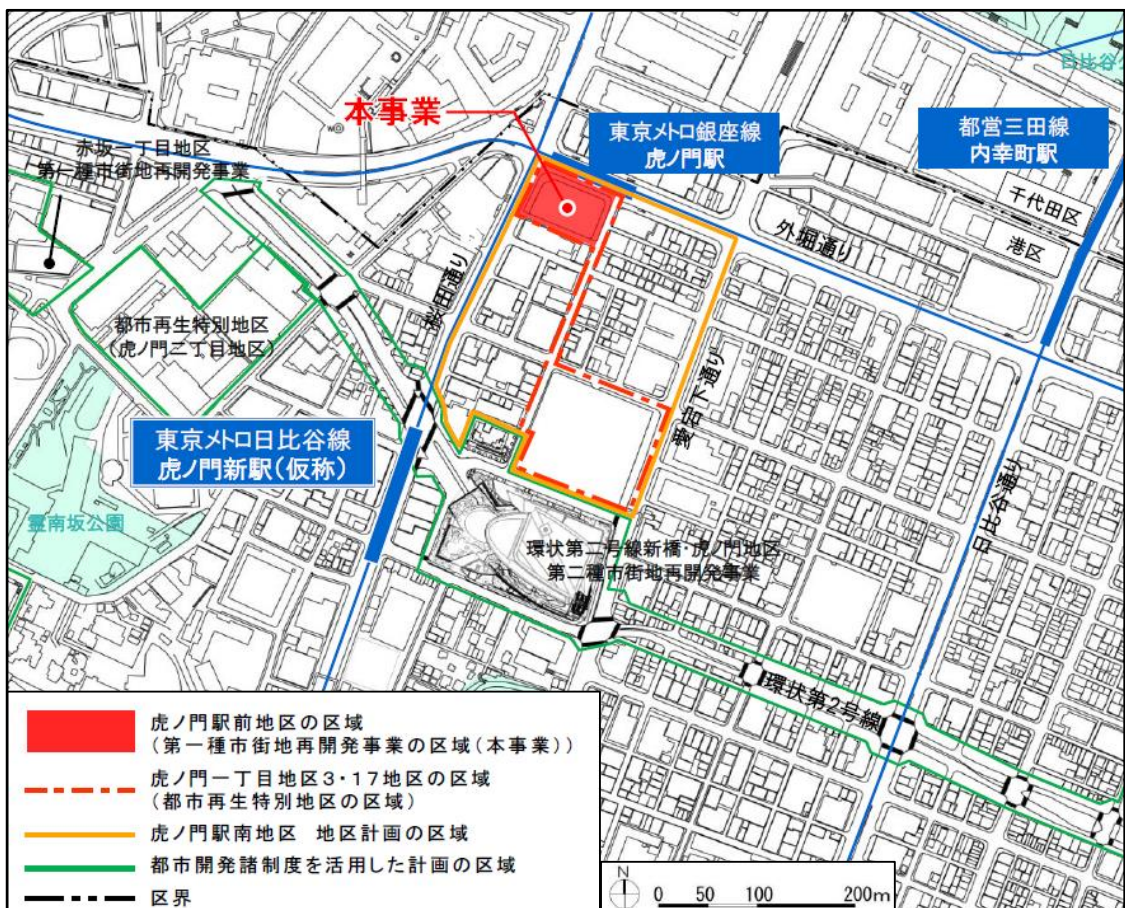 日比谷公
本事業
東京メトロ銀座線
虎ノ門駅
都営三田線
内幸町駅
赤坂一丁目地区
第一種市街地再開発事業
千代田区
港区
外堀通り
桜田通り
都市再生特別地区
(虎ノ門二丁目地区)
愛宕下通り
東京メトロ日比谷線
虎ノ門新駅(仮称)
日比谷通り
霊南坂公園
環状第二号線新橋・虎ノ門地区
第二種市街地再開発事業
環状第2号線
虎ノ門駅前地区の区域
(第一種市街地再開発事業の区域(本事業))
虎ノ門一丁目地区3・17地区の区域
(都市再生特別地区の区域)
虎ノ門駅南地区 地区計画の区域
都市開発諸制度を活用した計画の区域
区界
N
0 50 100 200m